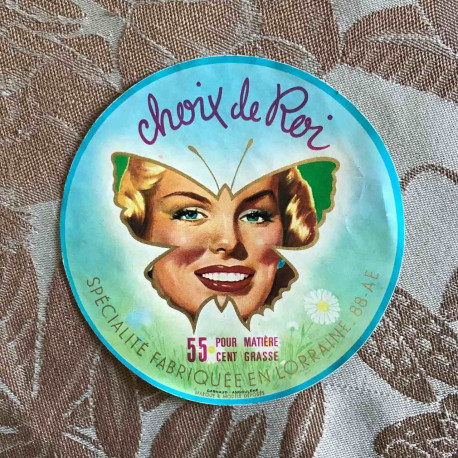 choix de Roi
55 POUR MATIÈRE
CENT GRASSE
SPÉCIALITÉ FABRIQUÉE EN LORRAINE. 88-AE